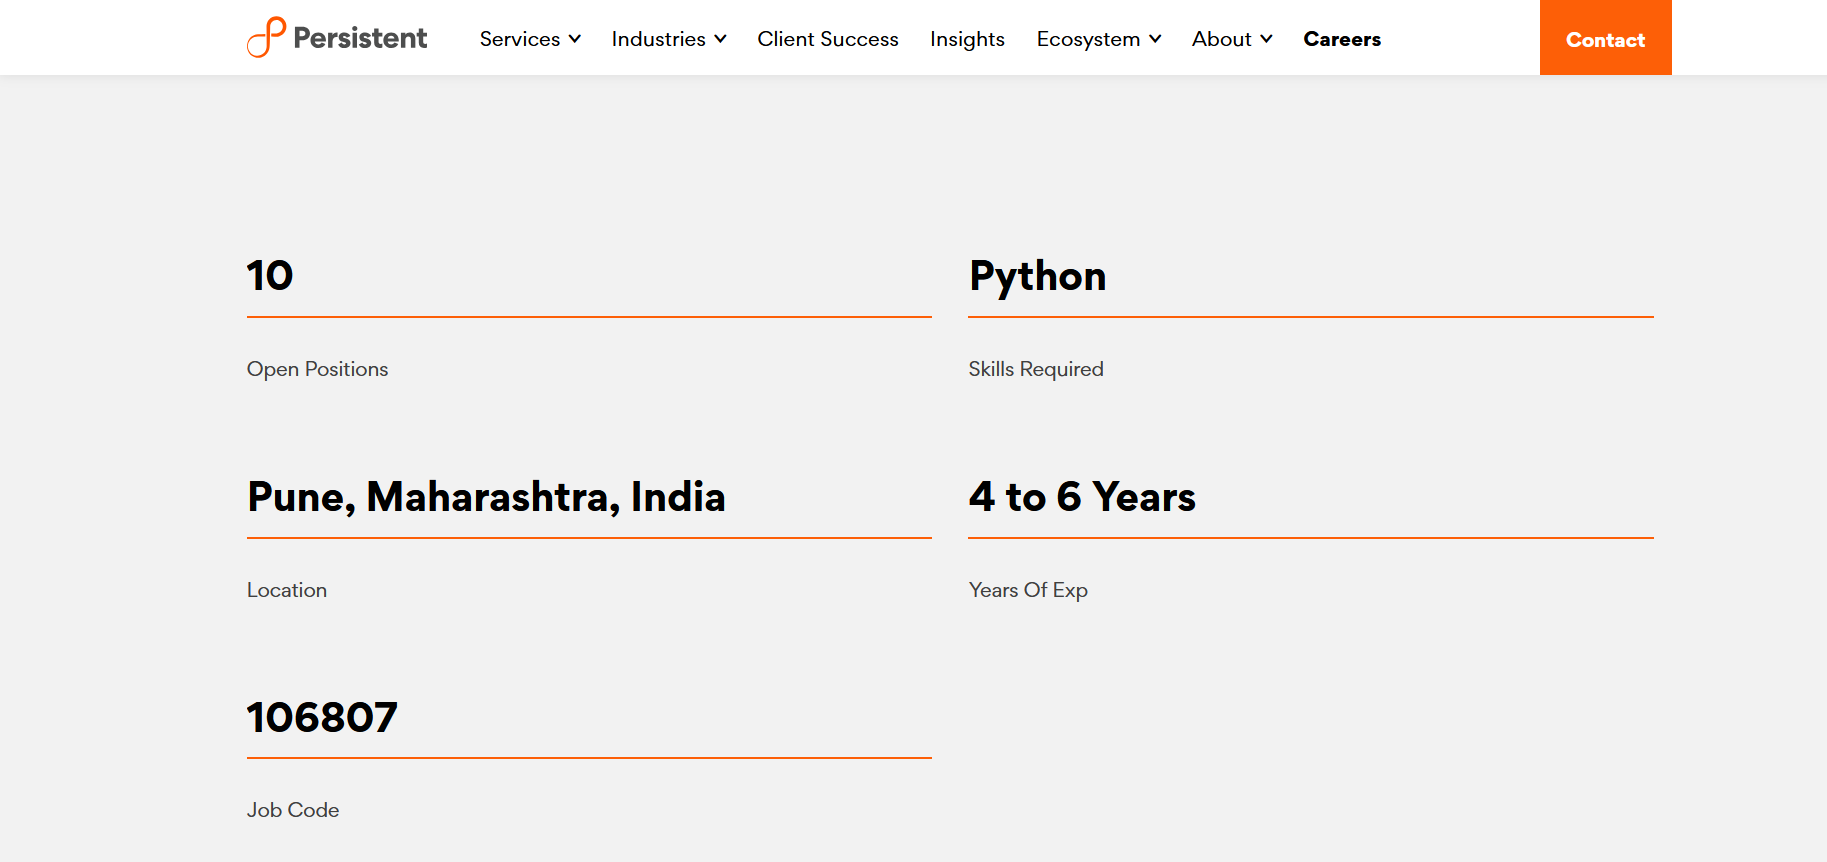 Persistent Services Industries Client Success Insights Ecosystem About Careers Contact
10
Open Positions
Python
Skills Required
Pune, Maharashtra, India
Location
4 to 6 Years
Years Of Exp
106807
Job Code